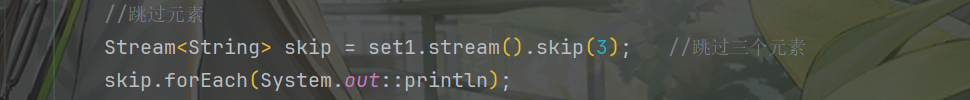 //跳过元素
Stream<String> skip = set1.stream().skip(3);   //跳过三个元素
skip.forEach(System.out::println);